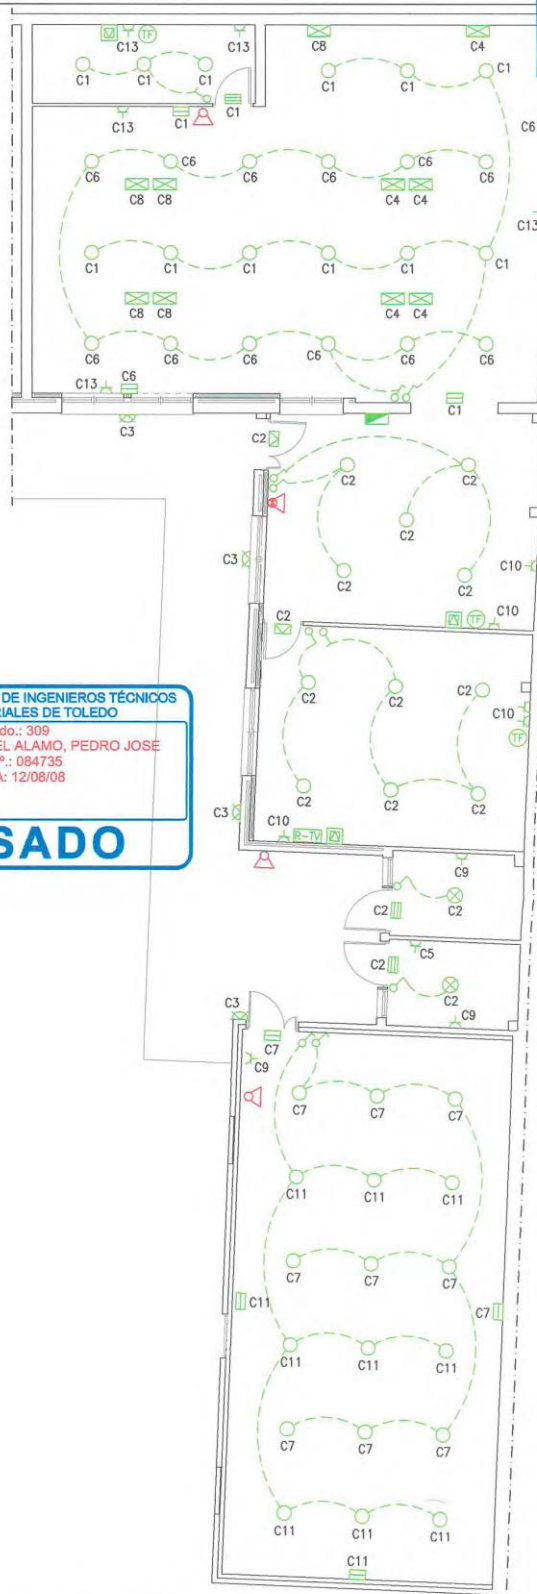 C13 TF C13 C8 C4
C1 C1 C1 C1 C1 C1
C13 C1 C1 C6
C6 C6 C6 C6 C6 C6
C8 C8 C4 C4
C13
C1 C1 C1 C1 C1 C1
C8 C8 C4 C4
C6 C6 C6 C6 C6 C6
C13 C6 C1
C3
C2
C2 C2
C2
C3 C10
C2 C2
C2 C10
TF
C2 C2 C2
C10
TF
DE INGENIEROS TÉCNICOS
RIALES DE TOLEDO
do.: 309
EL ALAMO, PEDRO JOSE
º.: 084735
A: 12/08/08
SADO
C2 C2 C2
C3
C10 R-TV
C9
C2 C2
C2 C5
C2
C3 C9
C7
C9
C7 C7 C7
C11 C11 C11
C7 C7 C7
C11 C7
C11 C11 C11
C7 C7 C7
C11 C11 C11
C11